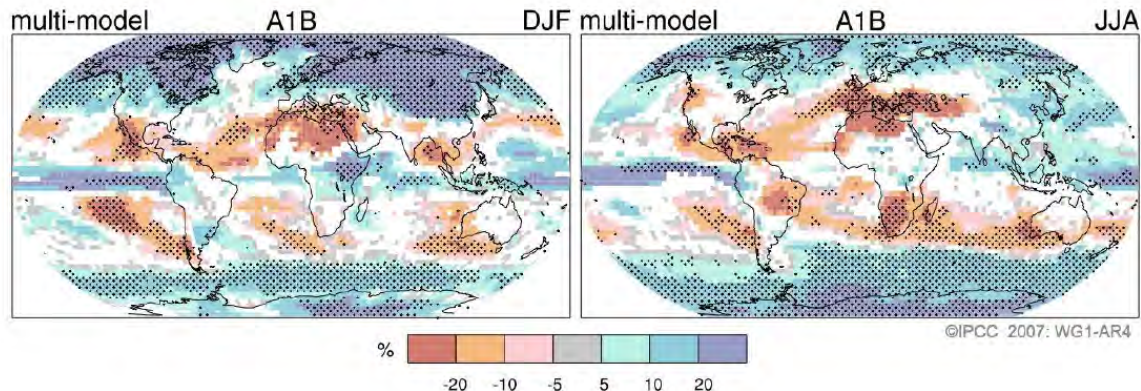 multi-model A1B DJF
multi-model A1B JJA
©IPCC 2007: WG1-AR4
%
-20 -10 -5 5 10 20